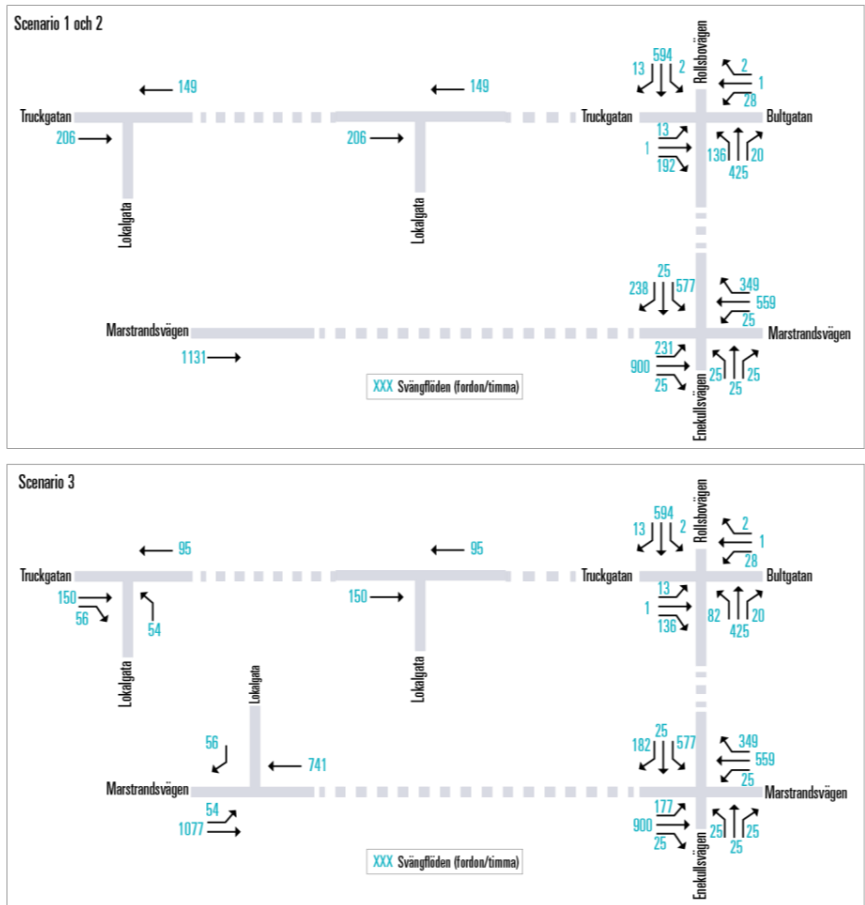 Scenario 1 och 2
Rollsbovägen
594
13 2
2
1
28
149
149
Truckgatan
Truckgatan
Bultgatan
206
206
13
1
192
136 20
425
Lokalgata
Lokalgata
25
238 577
349
559
25
Marstrandsvägen
Marstrandsvägen
1131
231
900
25
25 25
25
Enekullsvägen
XXX Svängflöden (fordon/timma)
Scenario 3
Rollsbovägen
594
13 2
2
1
28
95
95
Truckgatan
Truckgatan
Bultgatan
150
56
54
150
13
1
136
82 20
425
Lokalgata
Lokalgata
Lokalgata
25
182 577
349
559
25
56
741
Marstrandsvägen
Marstrandsvägen
54
1077
177
900
25
25 25
25
Enekullsvägen
XXX Svängflöden (fordon/timma)